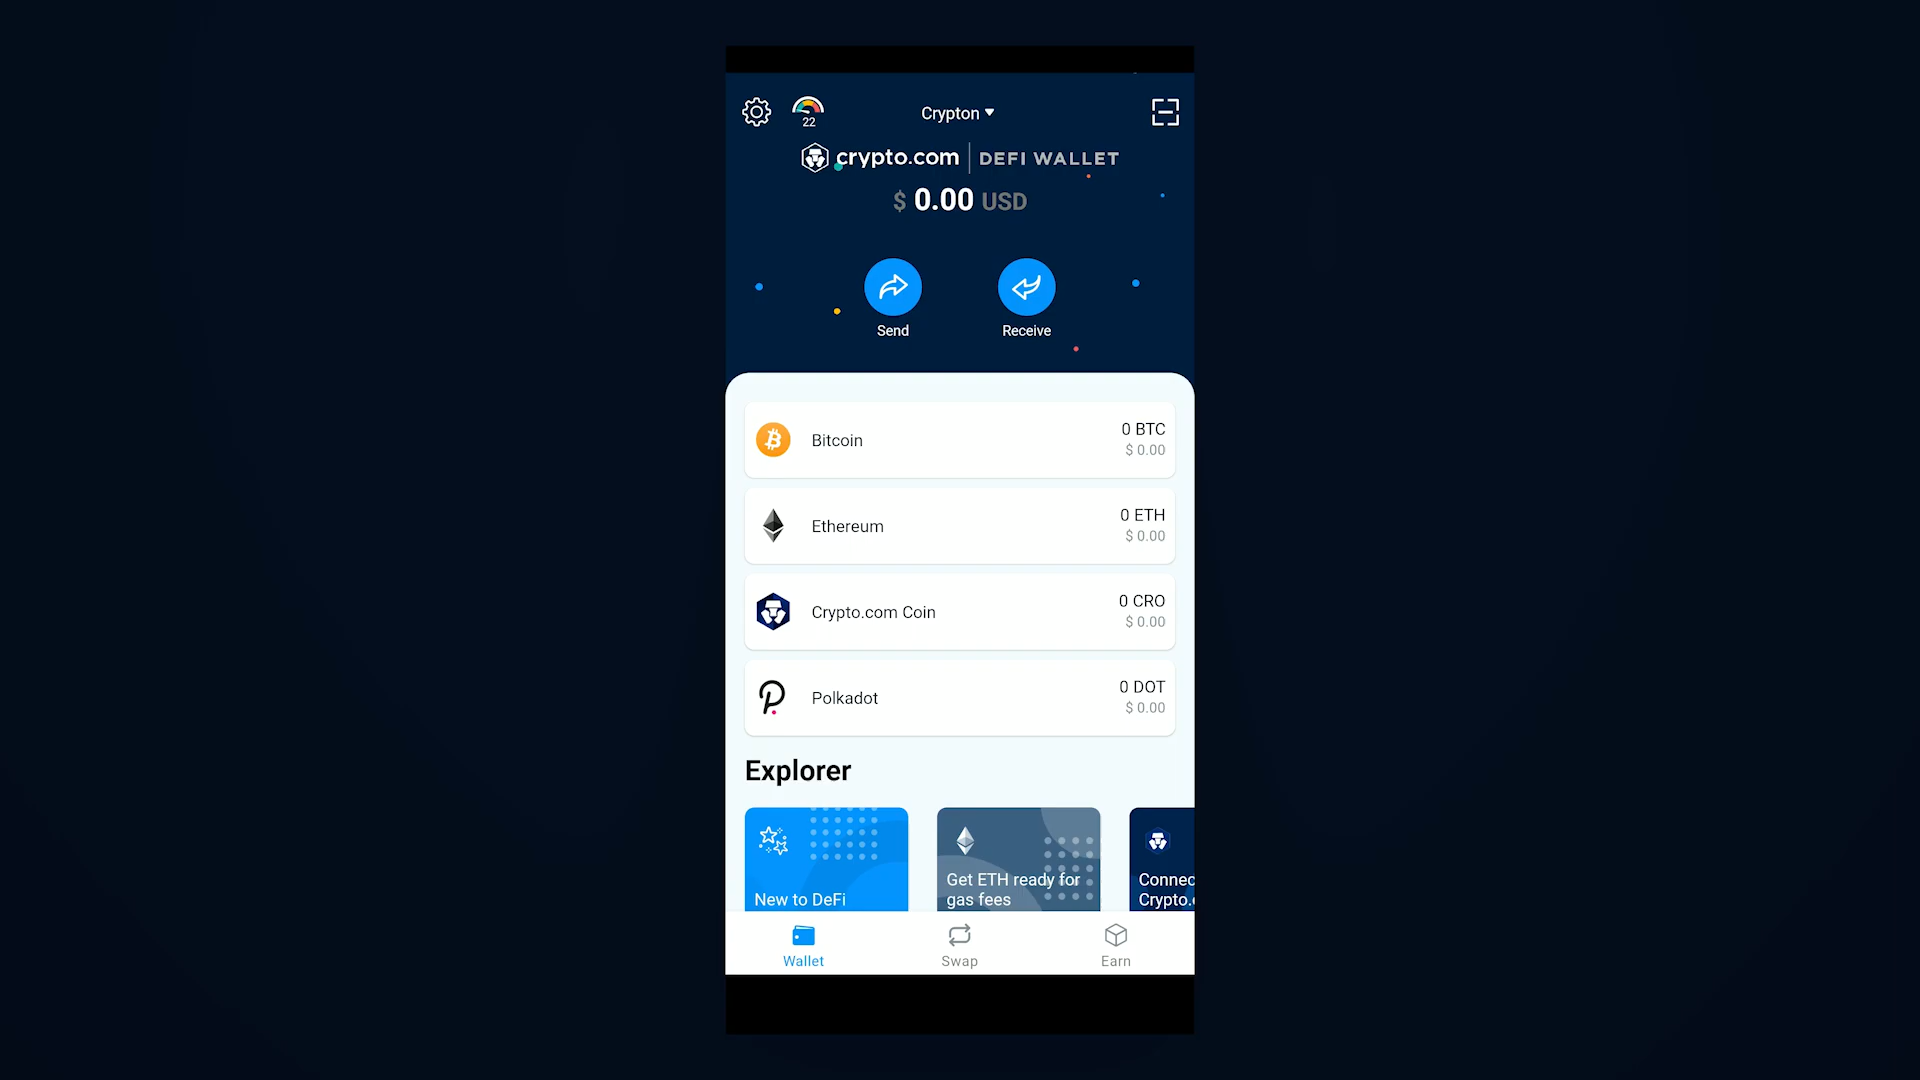 22
Crypton
crypto.com | DEFI WALLET
$ 0.00 USD
Send
Receive
Bitcoin
0 BTC
$ 0.00
Ethereum
0 ETH
$ 0.00
Crypto.com Coin
0 CRO
$ 0.00
Polkadot
0 DOT
$ 0.00
Explorer
New to DeFi
Get ETH ready for
gas fees
Connec
Crypto.
Wallet
Swap
Earn